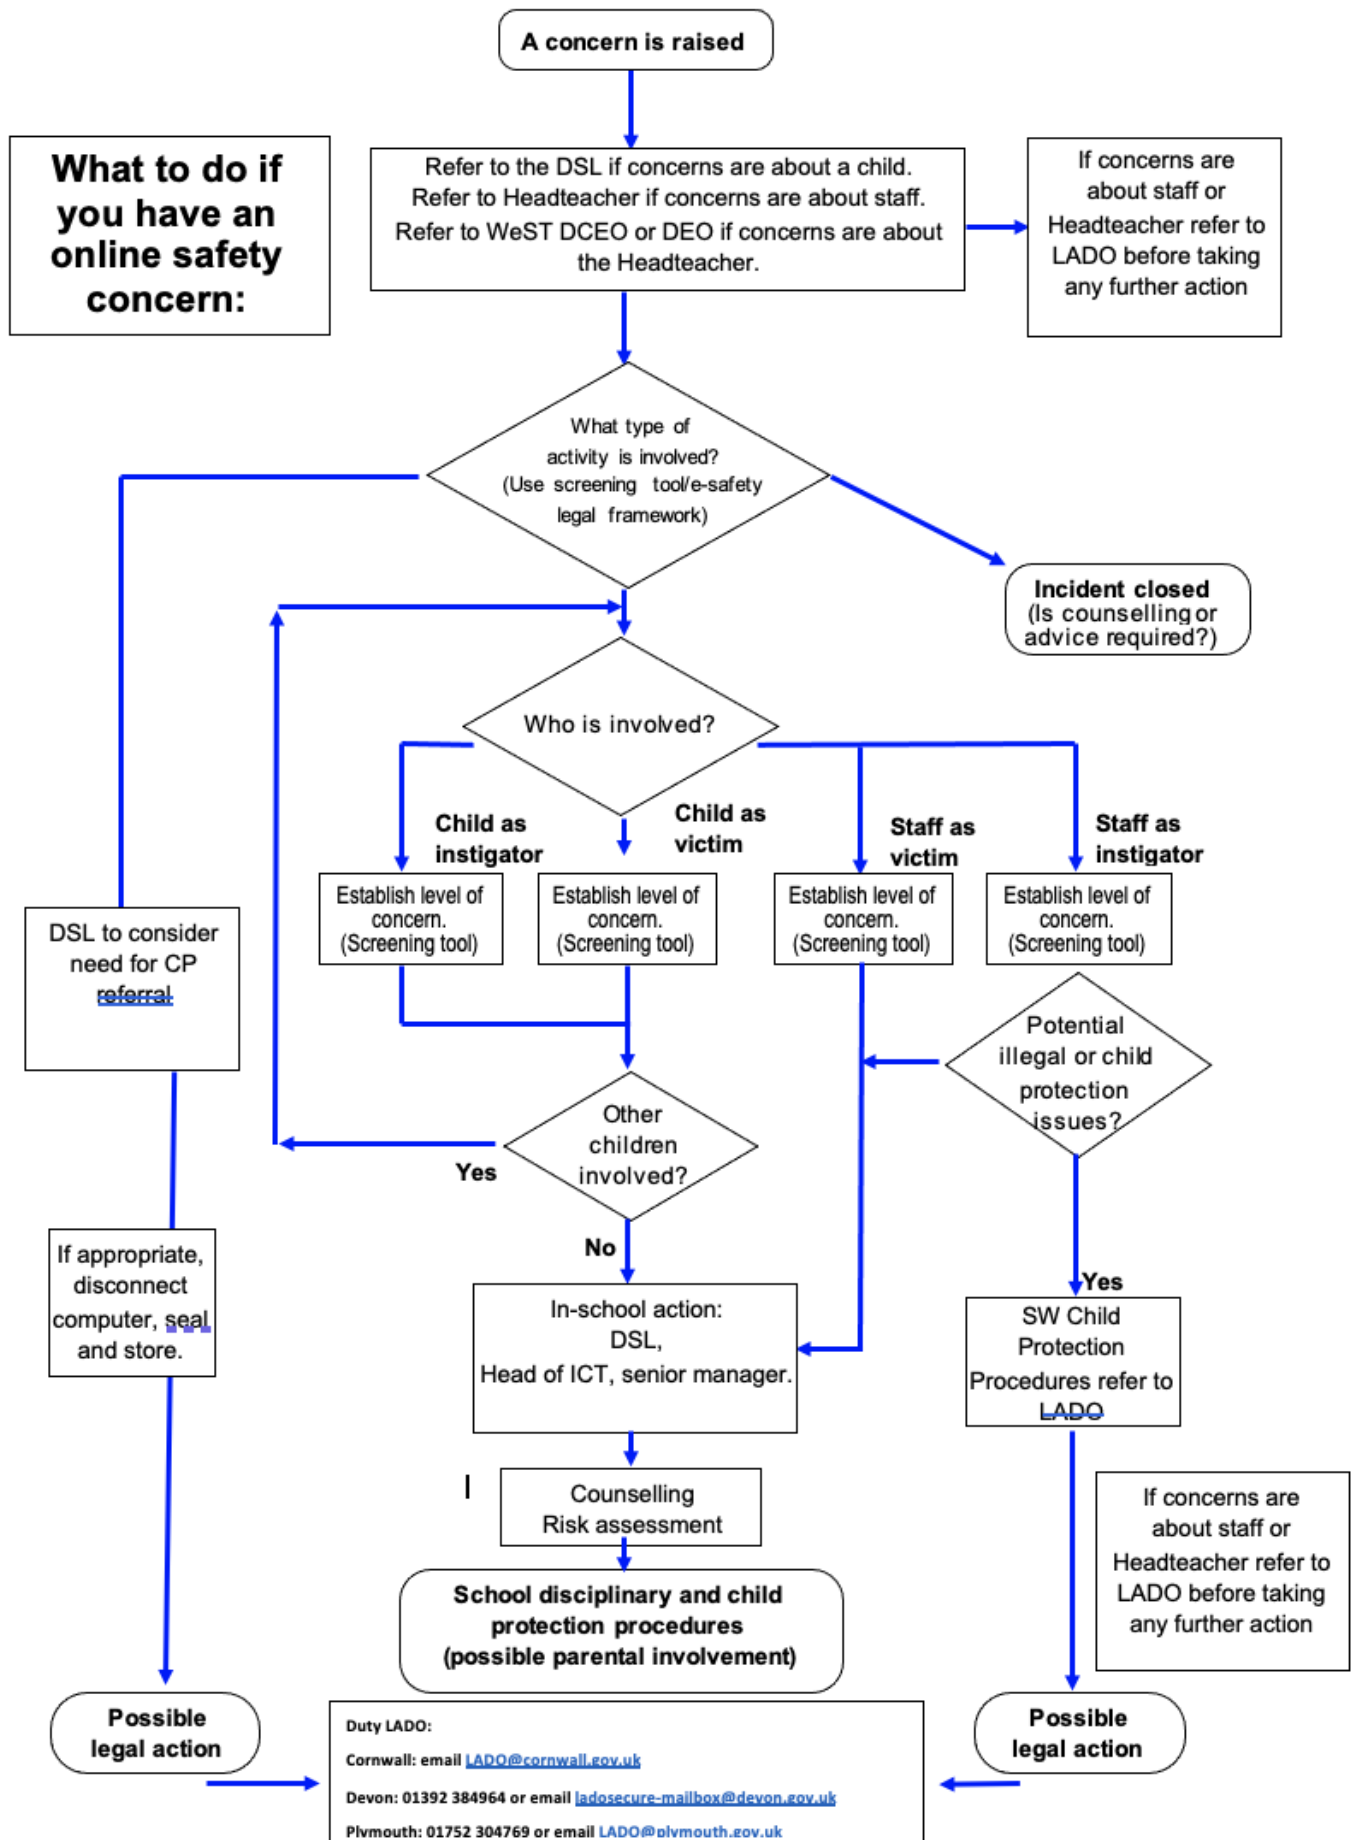 A concern is raised
What to do if
you have an
online safety
concern:
Refer to the DSL if concerns are about a child.
Refer to Headteacher if concerns are about staff.
Refer to WeST DCEO or DEO if concerns are about
the Headteacher.
If concerns are
about staff or
Headteacher refer to
LADO before taking
any further action
What type of
activity is involved?
(Use screening tool/e-safety
legal framework)
Incident closed
(Is counselling or
advice required?)
Who is involved?
Child as
instigator
Child as
victim
Staff as
victim
Staff as
instigator
Establish level of
concern.
(Screening tool)
Establish level of
concern.
(Screening tool)
Establish level of
concern.
(Screening tool)
Establish level of
concern.
(Screening tool)
DSL to consider
need for CP
referral
Potential
illegal or child
protection
issues?
Other
children
involved?
Yes
No
If appropriate,
disconnect
computer, seal
and store.
In-school action:
DSL,
Head of ICT, senior manager.
Yes
SW Child
Protection
Procedures refer to
LADO
Counselling
Risk assessment
If concerns are
about staff or
Headteacher refer to
LADO before taking
any further action
School disciplinary and child
protection procedures
(possible parental involvement)
Possible
legal action
Possible
legal action
Duty LADO:
Cornwall: email LADO@cornwall.gov.uk
Devon: 01392 384964 or email ladosecure-mailbox@devon.gov.uk
Plymouth: 01752 304769 or email LADO@plymouth.gov.uk